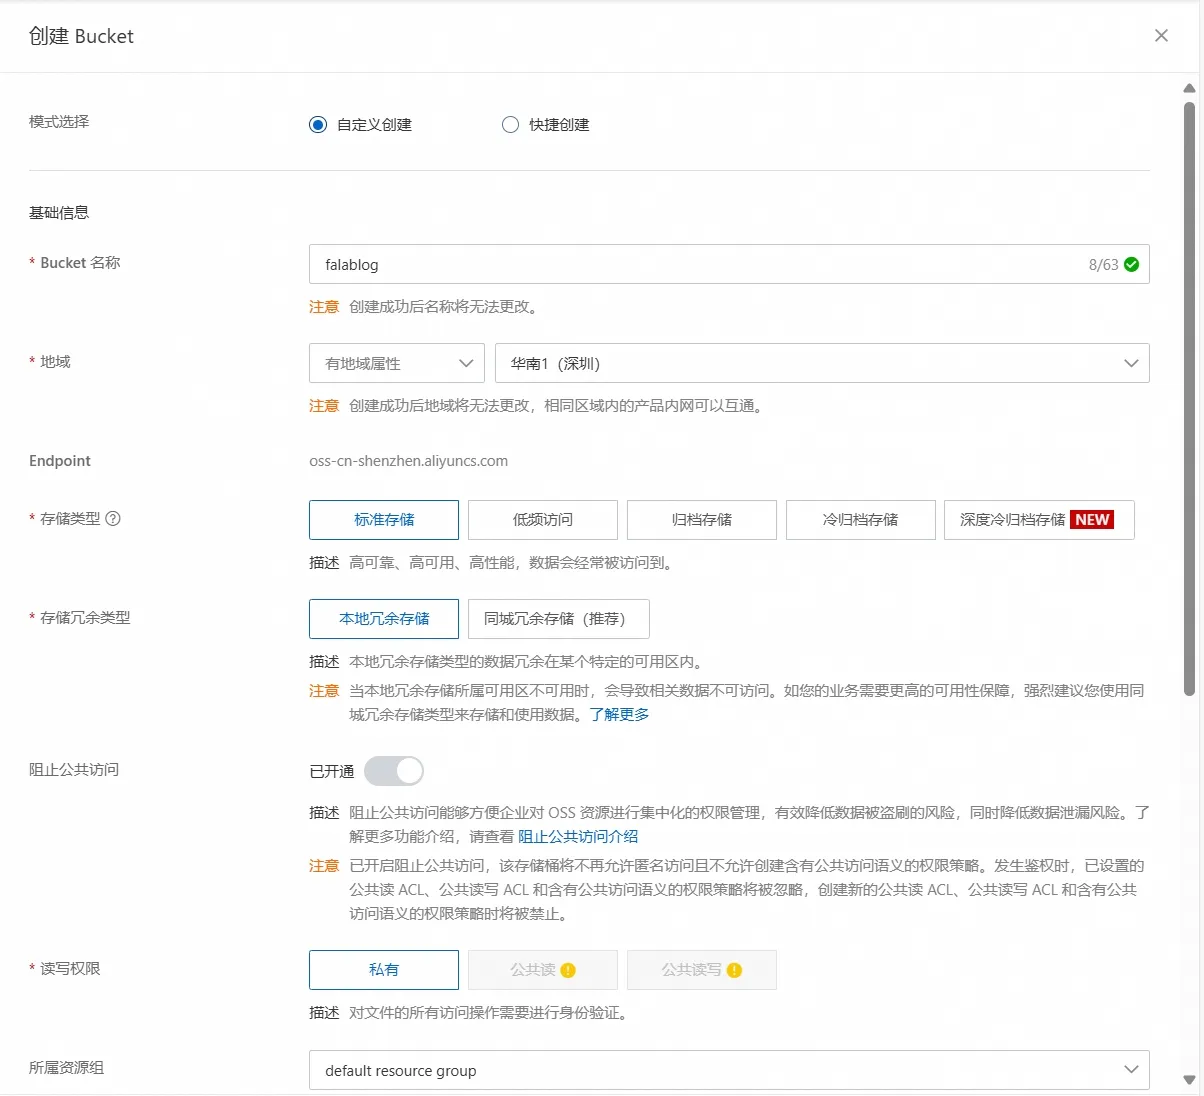 创建 Bucket
模式选择
自定义创建
快捷创建
基础信息
* Bucket 名称
falablog
8/63
注意 创建成功后名称将无法更改。
* 地域
有地域属性
华南1（深圳）
注意 创建成功后地域将无法更改，相同区域内的产品内网可以互通。
Endpoint
oss-cn-shenzhen.aliyuncs.com
* 存储类型
标准存储
低频访问
归档存储
冷归档存储
深度冷归档存储 NEW
描述 高可靠、高可用、高性能，数据会经常被访问到。
* 存储冗余类型
本地冗余存储
同城冗余存储（推荐）
描述 本地冗余存储类型的数据冗余在某个特定的可用区内。
注意 当本地冗余存储所属可用区不可用时，会导致相关数据不可访问。如您的业务需要更高的可用性保障，强烈建议您使用同
城冗余存储类型来存储和使用数据。了解更多
阻止公共访问
已开通
描述 阻止公共访问能够方便企业对 OSS 资源进行集中化的权限管理，有效降低数据被盗刷的风险，同时降低数据泄漏风险。了
解更多功能介绍，请查看 阻止公共访问介绍
注意 已开启阻止公共访问，该存储桶将不再允许匿名访问且不允许创建含有公共访问语义的权限策略。发生鉴权时，已设置的
公共读 ACL、公共读写 ACL 和含有公共访问语义的权限策略将被忽略，创建新的公共读 ACL、公共读写 ACL 和含有公共
访问语义的权限策略时将被禁止。
* 读写权限
私有
公共读
公共读写
描述 对文件的所有访问操作需要进行身份验证。
所属资源组
default resource group